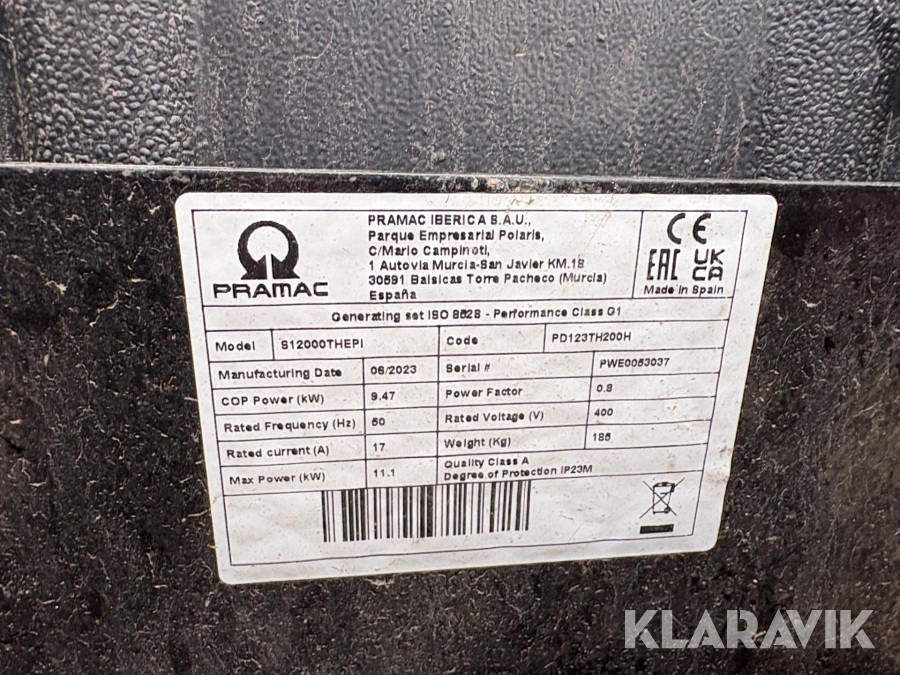 PRAMAC
PRAMAC IBERICA S.A.U.,
Parque Empresarial Polaris,
C/Mario Campinoti,
1 Autovia Murcia-San Javier KM.18
30591 Balsicas Torre Pacheco (Murcia)
España
CE
EAC UKCA
Made in Spain
Generating set ISO 8528 - Performance Class G1
Model S12000THEPI Code PD123TH200H
Manufacturing Date 06/2023 Serial # PWE0053037
COP Power (kW) 9.47 Power Factor 0.8
Rated Frequency (Hz) 50 Rated Voltage (V) 400
Rated current (A) 17 Weight (Kg) 185
Max Power (kW) 11.1 Quality Class A
Degree of Protection IP23M
KLARAVIK